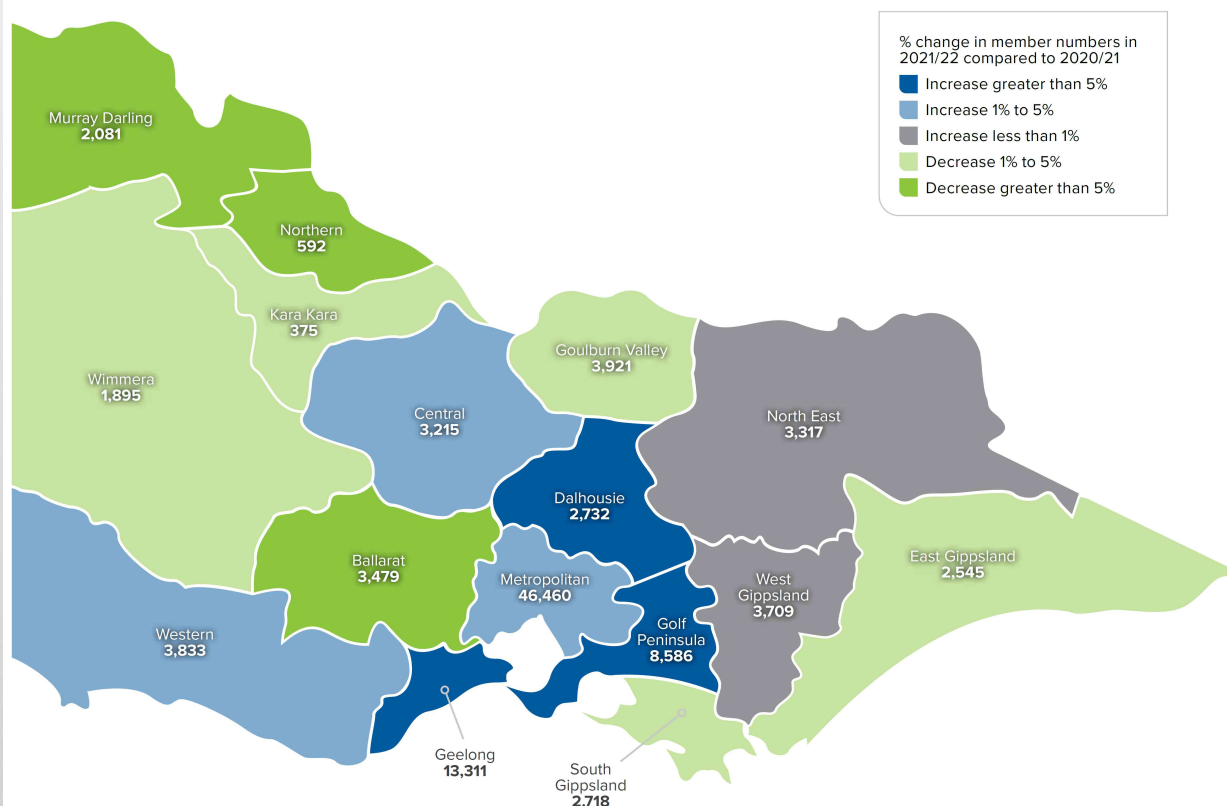 % change in member numbers in
2021/22 compared to 2020/21
Increase greater than 5%
Increase 1% to 5%
Increase less than 1%
Decrease 1% to 5%
Decrease greater than 5%
Murray Darling
2,081
Northern
592
Kara Kara
375
Wimmera
1,895
Goulburn Valley
3,921
Central
3,215
North East
3,317
Dalhousie
2,732
Ballarat
3,479
Metropolitan
46,460
East Gippsland
2,545
West
Gippsland
3,709
Western
3,833
Golf
Peninsula
8,586
Geelong
13,311
South
Gippsland
2,718